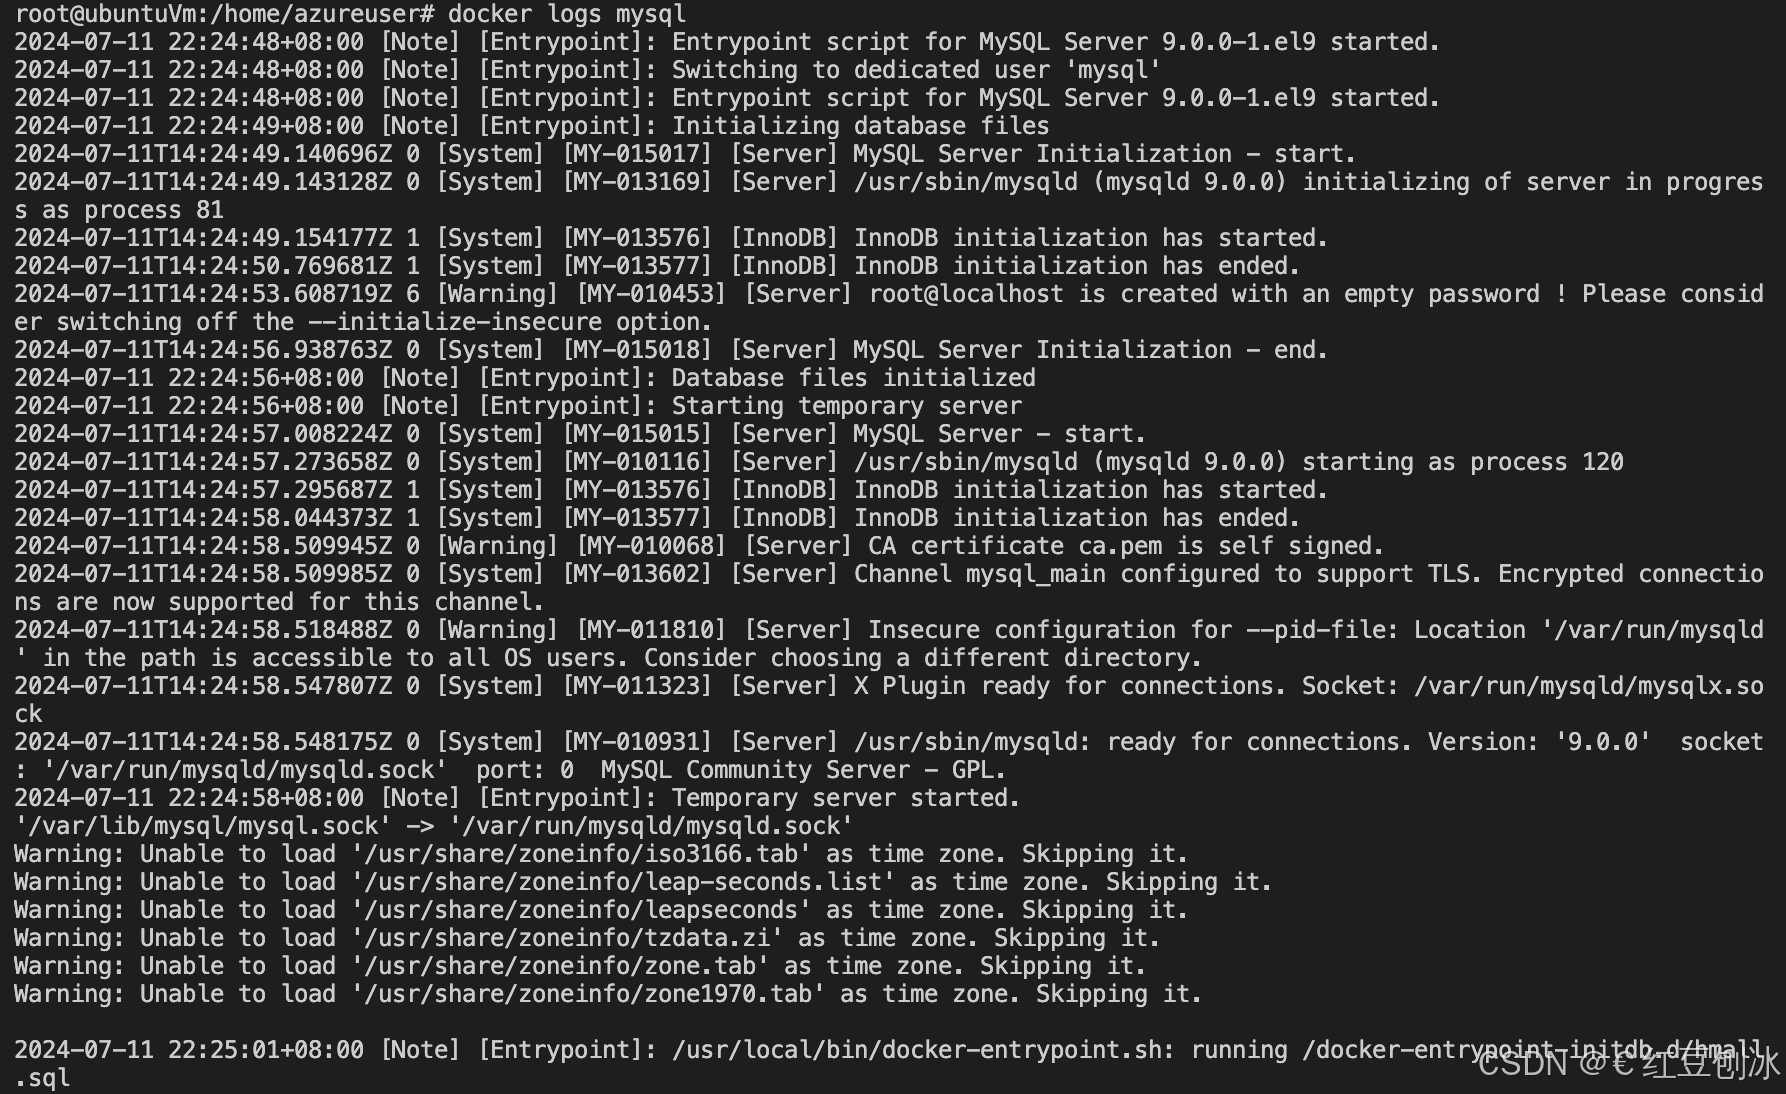 root@ubuntuVm:/home/azureuser# docker logs mysql
2024-07-11 22:24:48+08:00 [Note] [Entrypoint]: Entrypoint script for MySQL Server 9.0.0-1.el9 started.
2024-07-11 22:24:48+08:00 [Note] [Entrypoint]: Switching to dedicated user 'mysql'
2024-07-11 22:24:48+08:00 [Note] [Entrypoint]: Entrypoint script for MySQL Server 9.0.0-1.el9 started.
2024-07-11 22:24:49+08:00 [Note] [Entrypoint]: Initializing database files
2024-07-11T14:24:49.140696Z 0 [System] [MY-015017] [Server] MySQL Server Initialization - start.
2024-07-11T14:24:49.143128Z 0 [System] [MY-013169] [Server] /usr/sbin/mysqld (mysqld 9.0.0) initializing of server in progres
s as process 81
2024-07-11T14:24:49.154177Z 1 [System] [MY-013576] [InnoDB] InnoDB initialization has started.
2024-07-11T14:24:50.769681Z 1 [System] [MY-013577] [InnoDB] InnoDB initialization has ended.
2024-07-11T14:24:53.608719Z 6 [Warning] [MY-010453] [Server] root@localhost is created with an empty password ! Please consid
er switching off the --initialize-insecure option.
2024-07-11T14:24:56.938763Z 0 [System] [MY-015018] [Server] MySQL Server Initialization - end.
2024-07-11 22:24:56+08:00 [Note] [Entrypoint]: Database files initialized
2024-07-11 22:24:56+08:00 [Note] [Entrypoint]: Starting temporary server
2024-07-11T14:24:57.008224Z 0 [System] [MY-015015] [Server] MySQL Server - start.
2024-07-11T14:24:57.273658Z 0 [System] [MY-010116] [Server] /usr/sbin/mysqld (mysqld 9.0.0) starting as process 120
2024-07-11T14:24:57.295687Z 1 [System] [MY-013576] [InnoDB] InnoDB initialization has started.
2024-07-11T14:24:58.044373Z 1 [System] [MY-013577] [InnoDB] InnoDB initialization has ended.
2024-07-11T14:24:58.509945Z 0 [Warning] [MY-010068] [Server] CA certificate ca.pem is self signed.
2024-07-11T14:24:58.509985Z 0 [System] [MY-013602] [Server] Channel mysql_main configured to support TLS. Encrypted connectio
ns are now supported for this channel.
2024-07-11T14:24:58.518488Z 0 [Warning] [MY-011810] [Server] Insecure configuration for --pid-file: Location '/var/run/mysqld
' in the path is accessible to all OS users. Consider choosing a different directory.
2024-07-11T14:24:58.547807Z 0 [System] [MY-011323] [Server] X Plugin ready for connections. Socket: /var/run/mysqld/mysqlx.so
ck
2024-07-11T14:24:58.548175Z 0 [System] [MY-010931] [Server] /usr/sbin/mysqld: ready for connections. Version: '9.0.0'  socket
: '/var/run/mysqld/mysqld.sock'  port: 0  MySQL Community Server - GPL.
2024-07-11 22:24:58+08:00 [Note] [Entrypoint]: Temporary server started.
'/var/lib/mysql/mysql.sock' -> '/var/run/mysqld/mysqld.sock'
Warning: Unable to load '/usr/share/zoneinfo/iso3166.tab' as time zone. Skipping it.
Warning: Unable to load '/usr/share/zoneinfo/leap-seconds.list' as time zone. Skipping it.
Warning: Unable to load '/usr/share/zoneinfo/leapseconds' as time zone. Skipping it.
Warning: Unable to load '/usr/share/zoneinfo/tzdata.zi' as time zone. Skipping it.
Warning: Unable to load '/usr/share/zoneinfo/zone.tab' as time zone. Skipping it.
Warning: Unable to load '/usr/share/zoneinfo/zone1970.tab' as time zone. Skipping it.
2024-07-11 22:25:01+08:00 [Note] [Entrypoint]: /usr/local/bin/docker-entrypoint.sh: running /docker-entrypoint-initdb.d/hmall
.sql
CSDN @€ 红豆刨冰